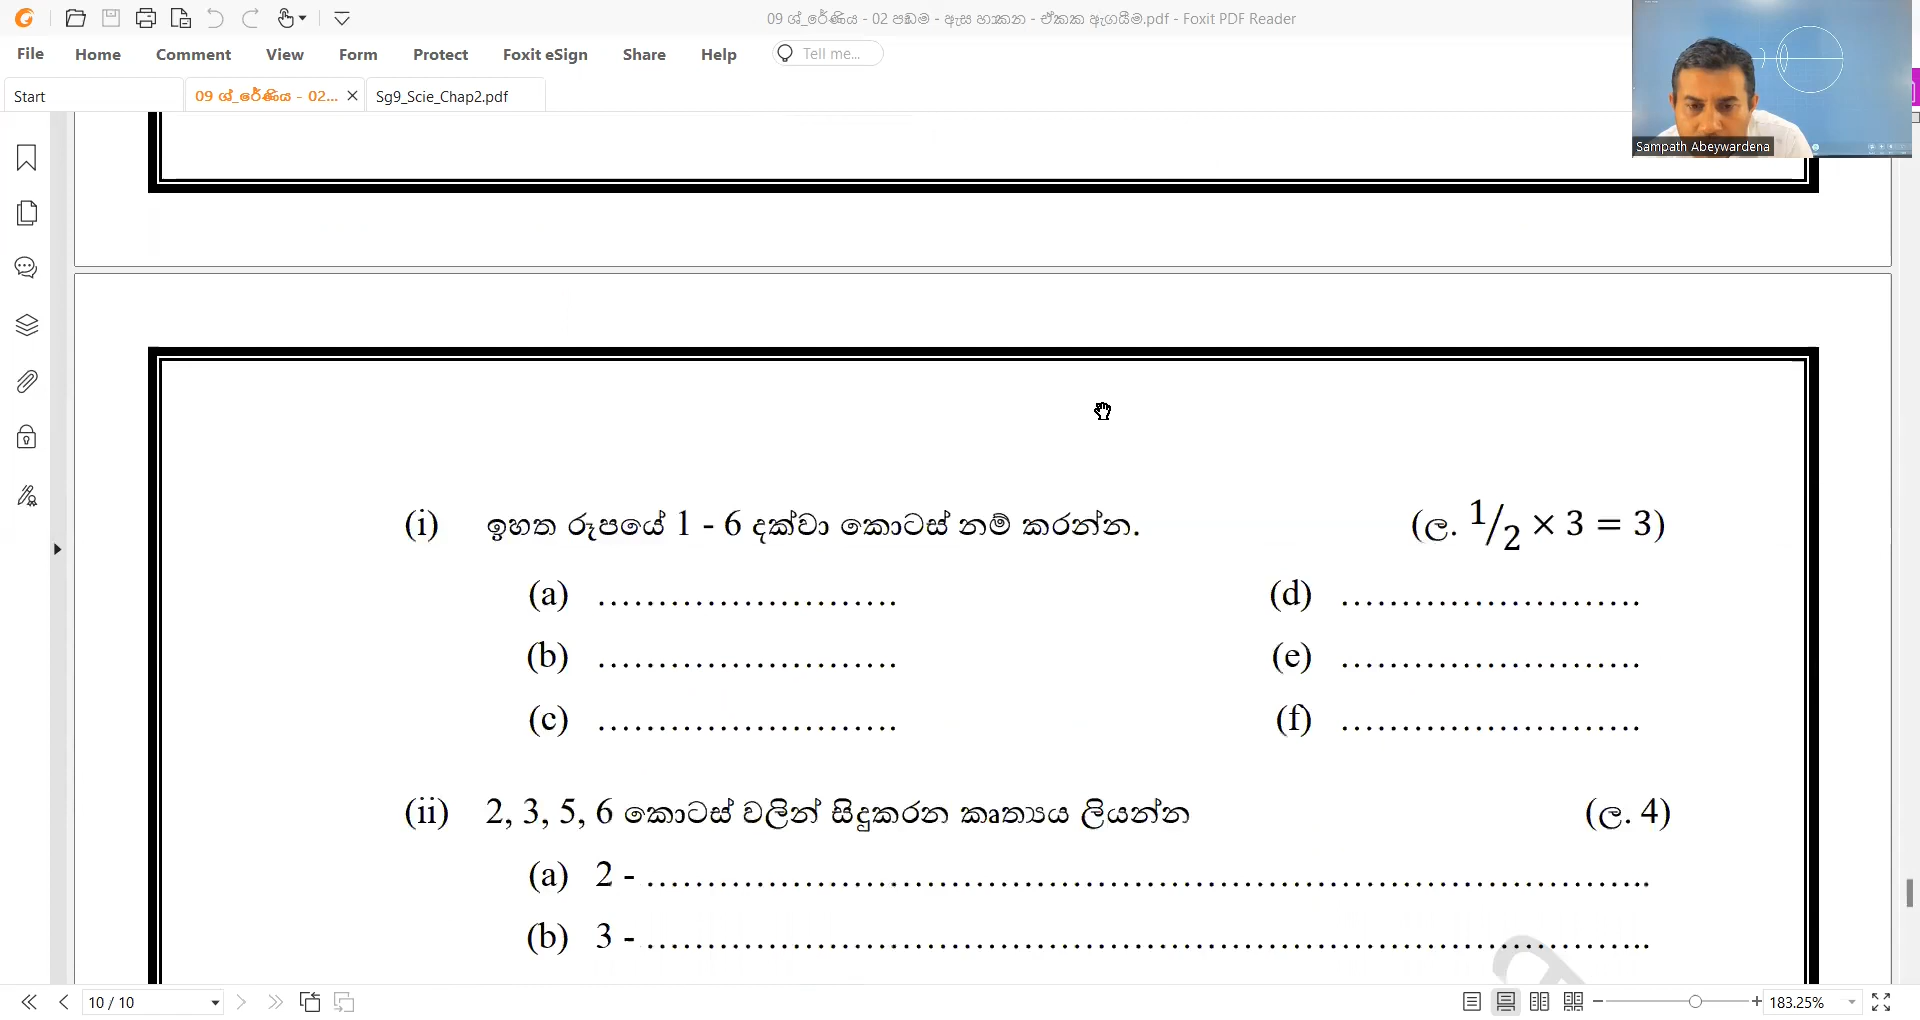 09 ශ්‍රේණිය - 02 පාඩම - ඇස හා කන - ඒකක ඇගයීම.pdf - Foxit PDF Reader
File Home Comment View Form Protect Foxit eSign Share Help Tell me...
Start 09 ශ්‍රේණිය - 02... Sg9_Scie_Chap2.pdf
Sampath Abeywardena
(i) ඉහත රූපයේ 1 - 6 දක්වා කොටස් නම් කරන්න. (ල. 1/2 × 3 = 3)
(a) ......................... (d) .........................
(b) ......................... (e) .........................
(c) ......................... (f) .........................
(ii) 2, 3, 5, 6 කොටස් වලින් සිදුකරන කෘත්‍යය ලියන්න (ල. 4)
(a) 2 - ..................................................................................
(b) 3 - ..................................................................................
10 / 10 183.25%